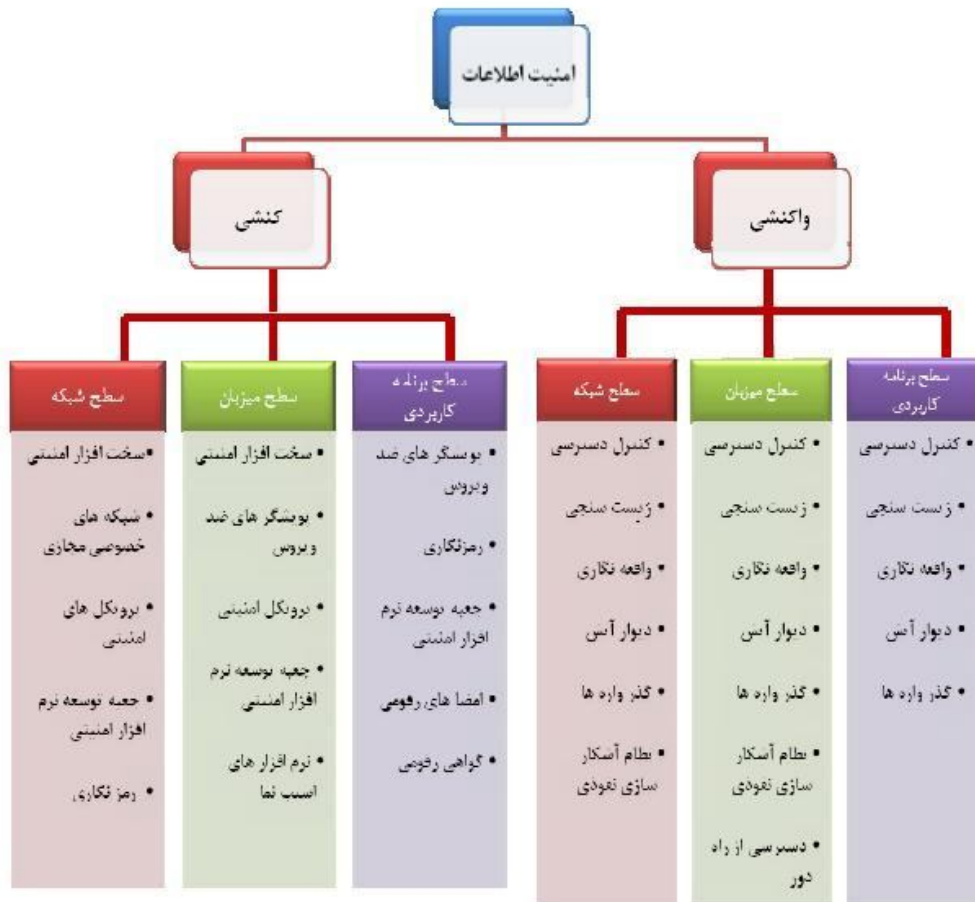 امنیت اطلاعات
کنشی
واکنشی
سطح شبکه
•سخت افزار امنیتی
• شبکه های
خصوصی مجازی
• پروتکل های
امنیتی
• جعبه توسعه نرم
افزار امنیتی
• رمز نگاری
سطح میزبان
• سخت افزار امنیتی
• پویشگر های ضد
ویروس
• پروتکل امنیتی
• جعبه توسعه نرم
افزار امنیتی
• نرم افزار های
اسیب نما
سطح برنامه
کاربردی
• پویشگر های ضد
ویروس
• رمزنگاری
• جعبه توسعه نرم
افزار امنیتی
• امضا های رقومی
• گواهی رقومی
سطح شبکه
• کنترل دسترسی
• زیست سنجی
• واقعه نگاری
• دیوار آتش
• گذر واره ها
• نظام آشکار
سازی نفوذی
سطح میزبان
• کنترل دسترسی
• زیست سنجی
• واقعه نگاری
• دیوار آتش
• گذر واره ها
• نظام آشکار
سازی نفوذی
• دسترسی از راه
دور
سطح برنامه
کاربردی
• کنترل دسترسی
• زیست سنجی
• واقعه نگاری
• دیوار آتش
• گذر واره ها